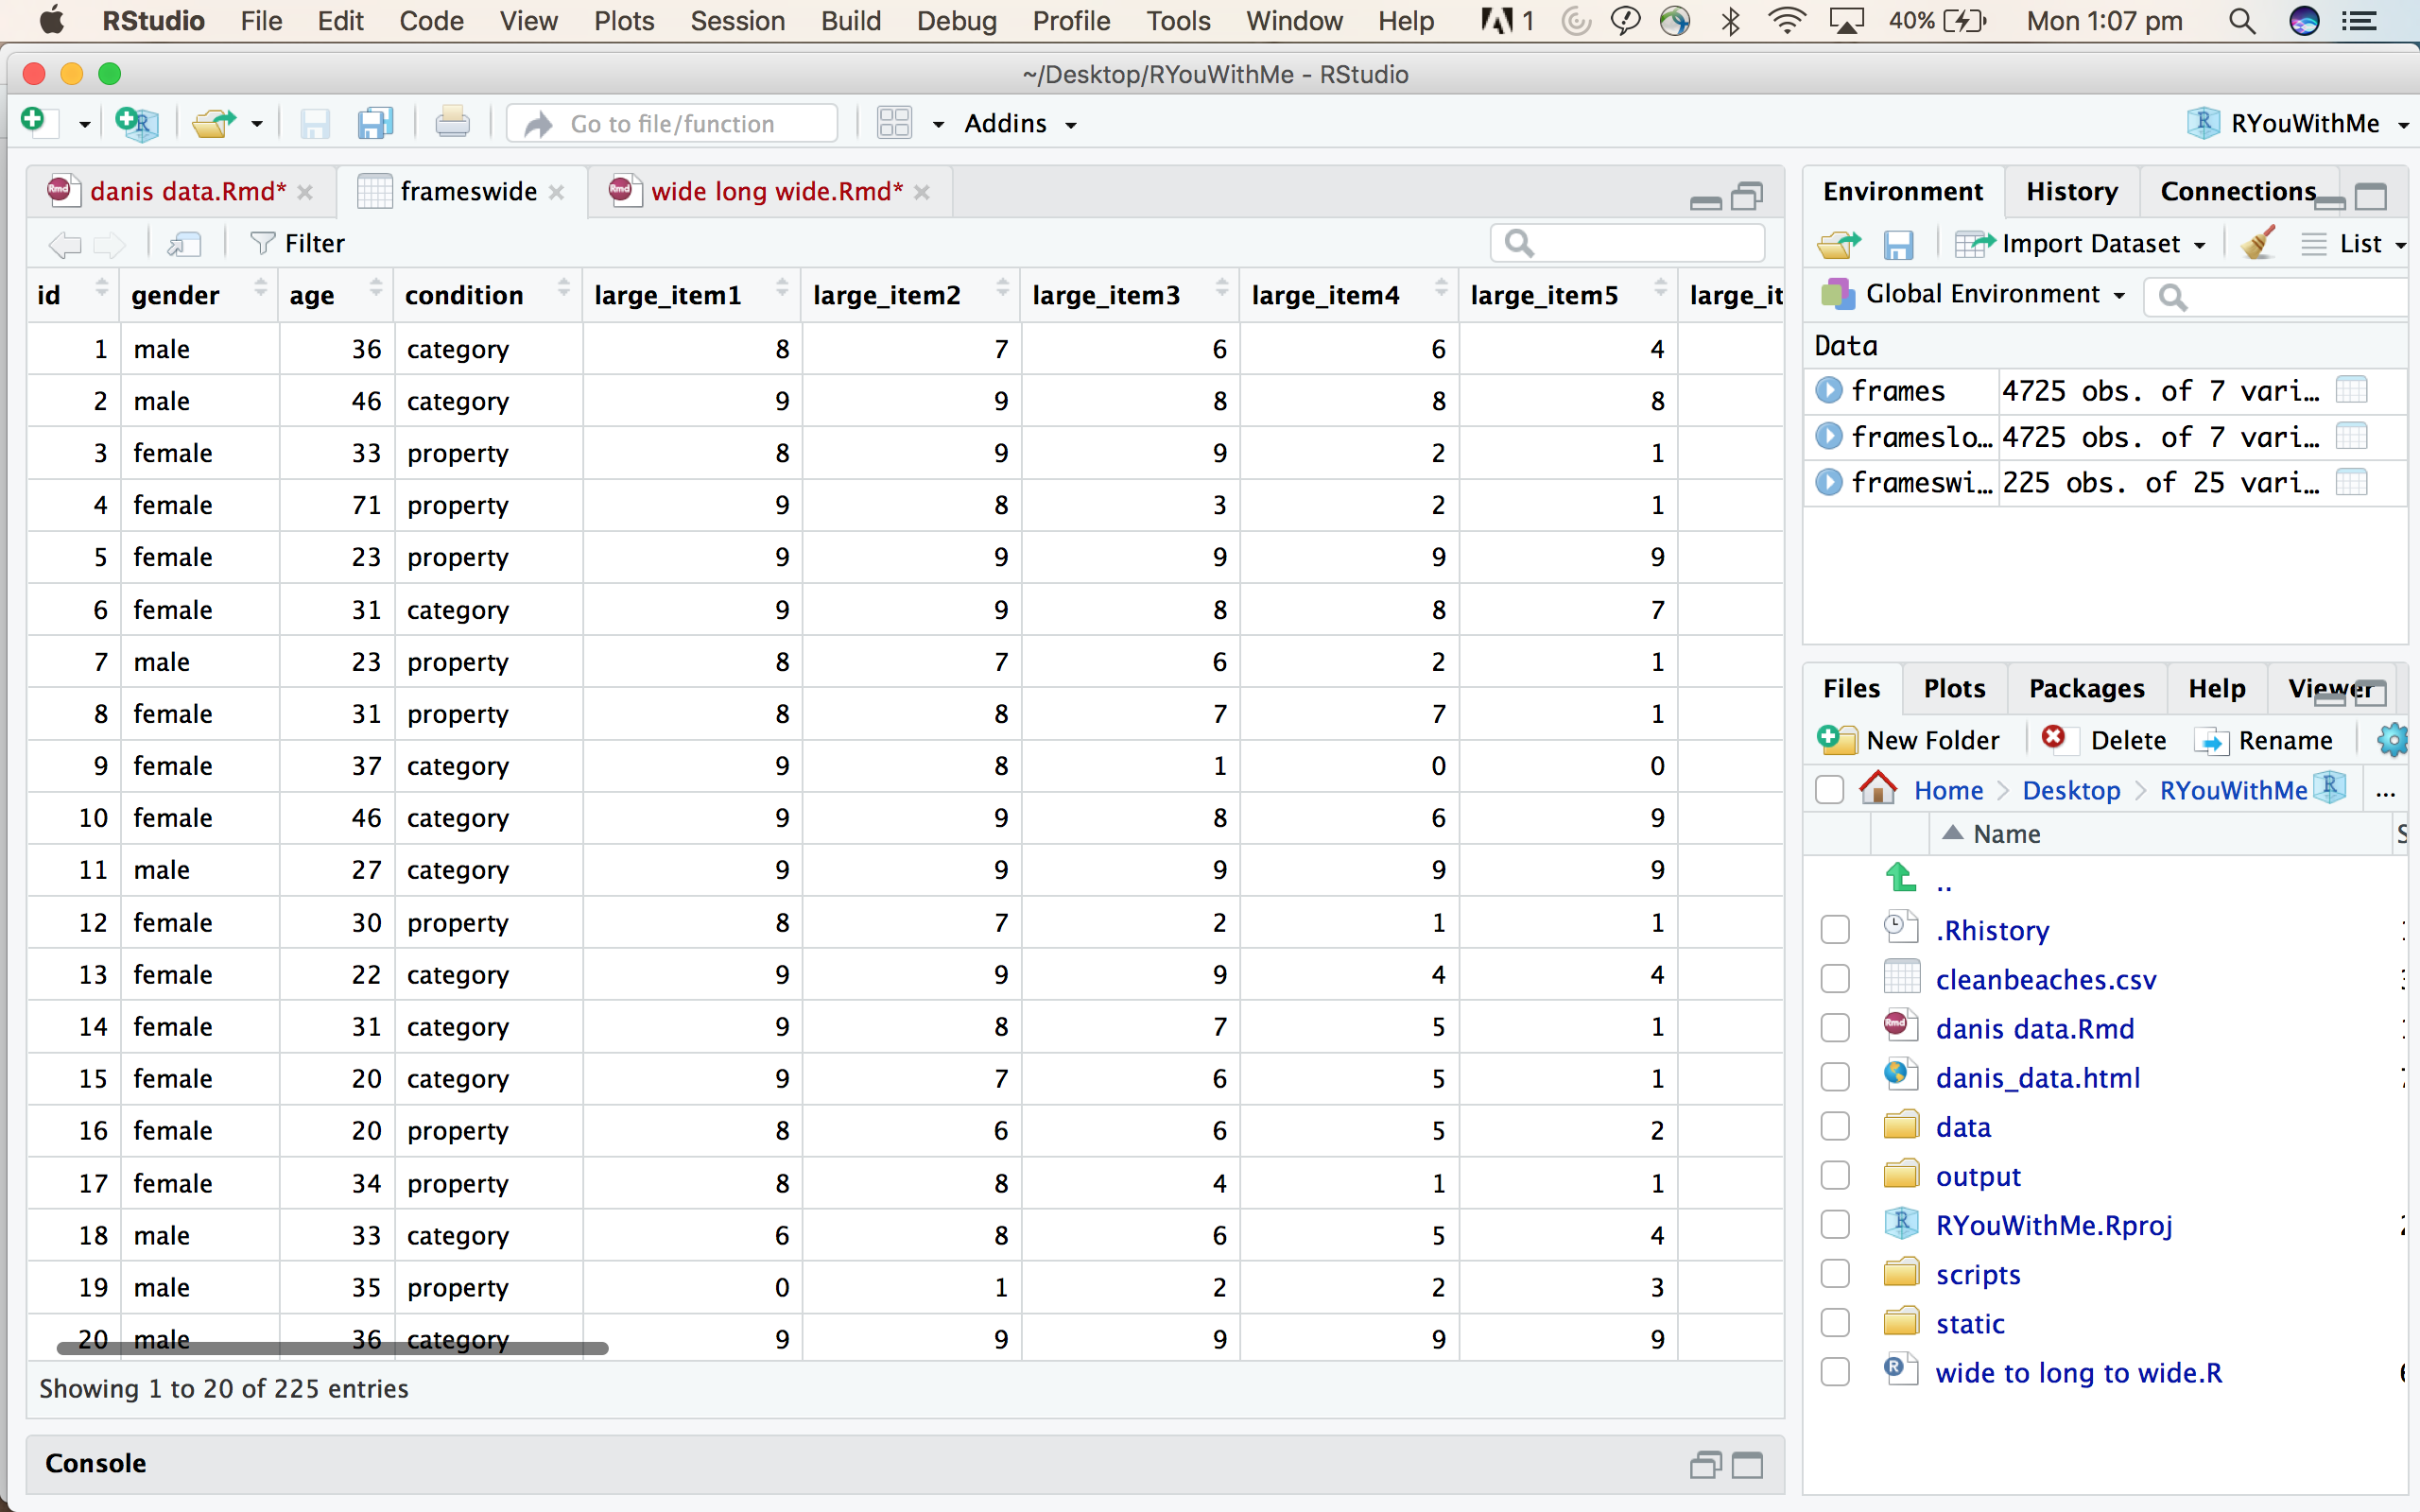 RStudio File Edit Code View Plots Session Build Debug Profile Tools Window Help 1 40% Mon 1:07 pm
~/Desktop/RYouWithMe - RStudio
Go to file/function Addins RYouWithMe
danis data.Rmd* frameswide wide long wide.Rmd*
Filter
id gender age condition large_item1 large_item2 large_item3 large_item4 large_item5 large_it
1 male 36 category 8 7 6 6 4
2 male 46 category 9 9 8 8 8
3 female 33 property 8 9 9 2 1
4 female 71 property 9 8 3 2 1
5 female 23 property 9 9 9 9 9
6 female 31 category 9 9 8 8 7
7 male 23 property 8 7 6 2 1
8 female 31 property 8 8 7 7 1
9 female 37 category 9 8 1 0 0
10 female 46 category 9 9 8 6 9
11 male 27 category 9 9 9 9 9
12 female 30 property 8 7 2 1 1
13 female 22 category 9 9 9 4 4
14 female 31 category 9 8 7 5 1
15 female 20 category 9 7 6 5 1
16 female 20 property 8 6 6 5 2
17 female 34 property 8 8 4 1 1
18 male 33 category 6 8 6 5 4
19 male 35 property 0 1 2 2 3
20 male 36 category 9 9 9 9 9
Showing 1 to 20 of 225 entries
Console
Environment History Connections
Import Dataset List
Global Environment
Data
frames 4725 obs. of 7 vari…
frameslo… 4725 obs. of 7 vari…
frameswi… 225 obs. of 25 vari…
Files Plots Packages Help Viewer
New Folder Delete Rename
Home Desktop RYouWithMe ...
Name
..
.Rhistory
cleanbeaches.csv
danis data.Rmd
danis_data.html
data
output
RYouWithMe.Rproj
scripts
static
wide to long to wide.R